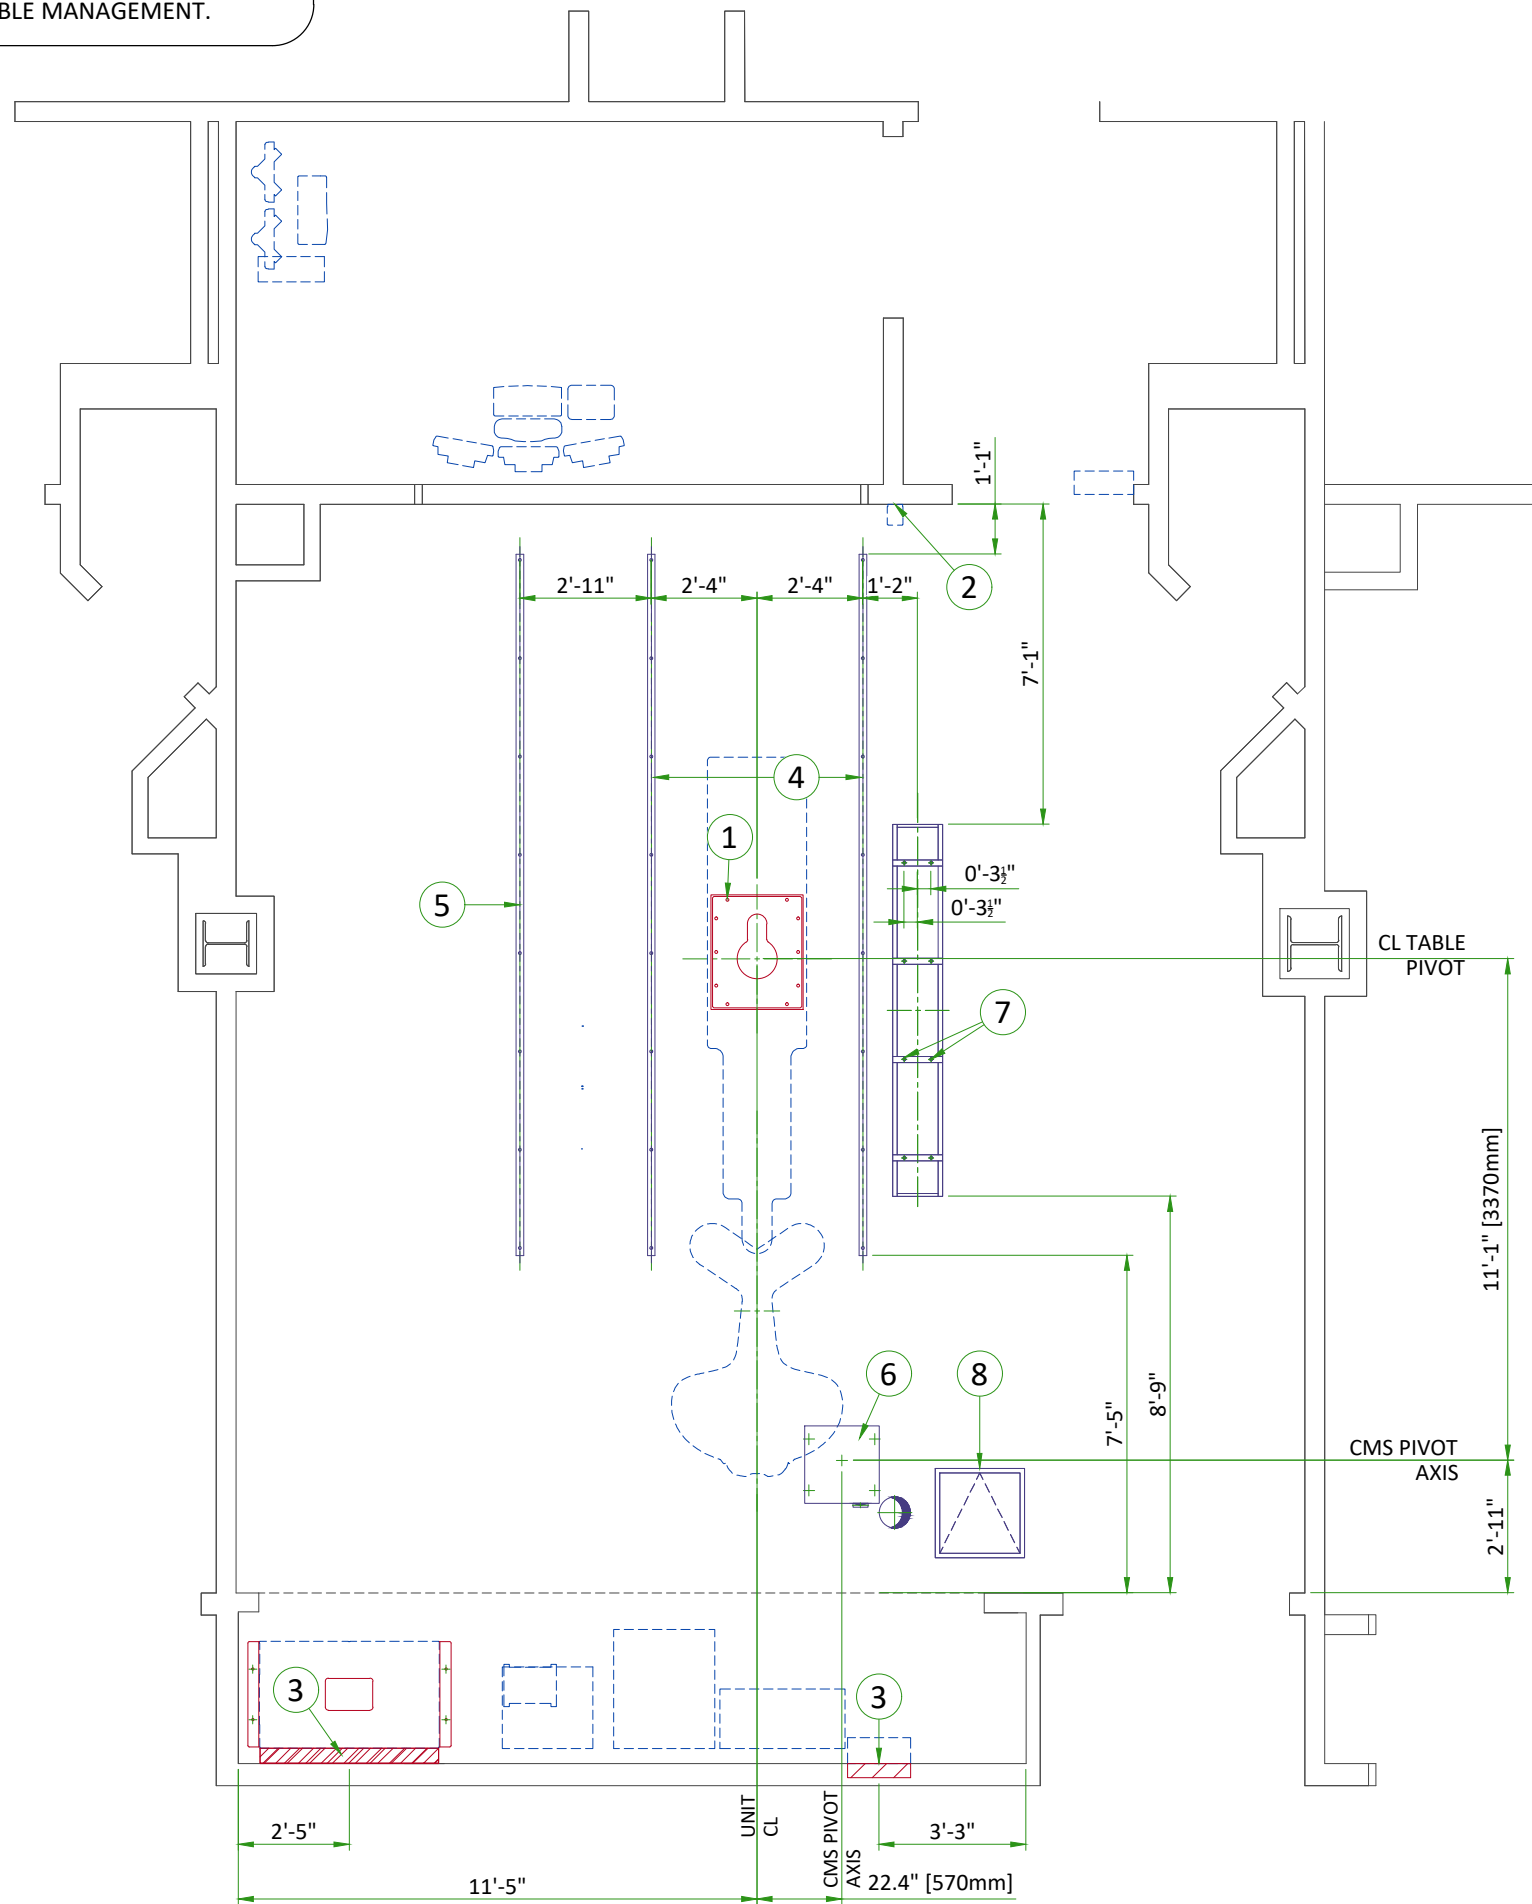 BLE MANAGEMENT.
1'-1"
2
2'-11"
2'-4"
2'-4"
1'-2"
7'-1"
4
1
0'-3½"
5
0'-3½"
CL TABLE
PIVOT
7
11'-1" [3370mm]
6
8
8'-9"
7'-5"
CMS PIVOT
AXIS
2'-11"
3
3
UNIT
CL
CMS PIVOT
AXIS
2'-5"
3'-3"
11'-5"
22.4" [570mm]